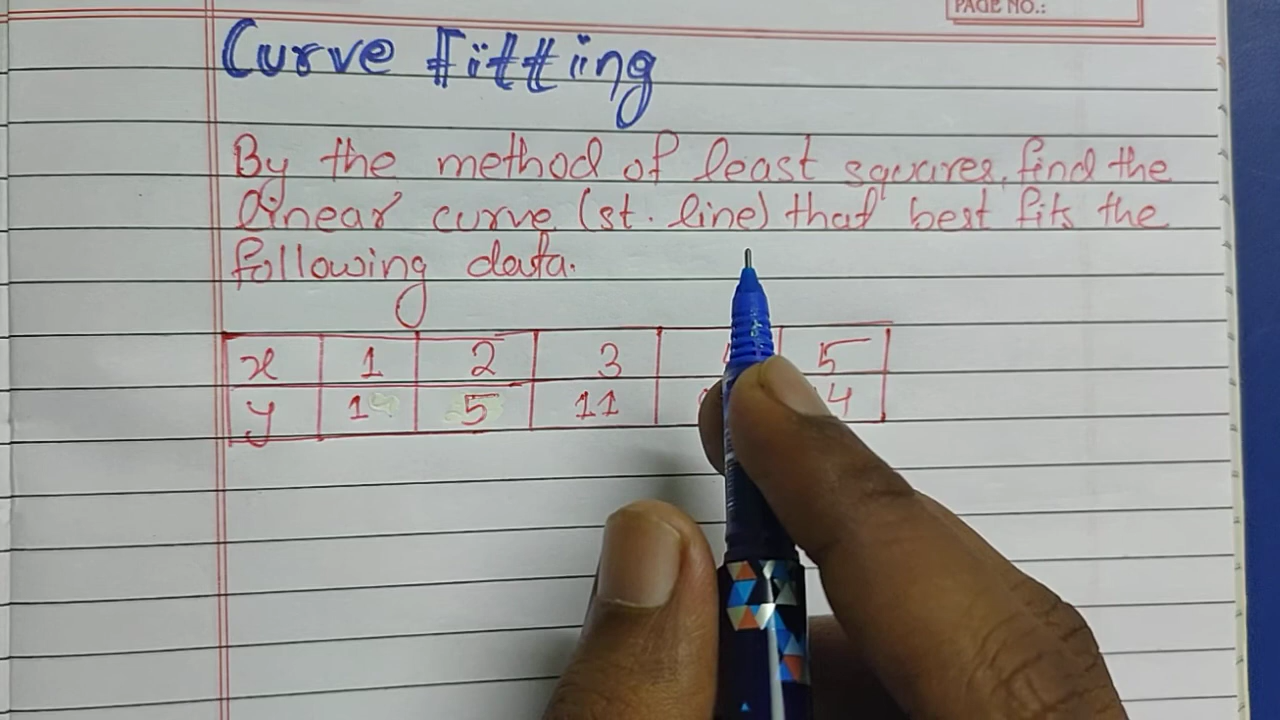 PAGE NO.:
Curve Fitting
By the method of least squares, find the
linear curve (st. line) that best fits the
following data.
x 1 2 3 5
y 1 5 11